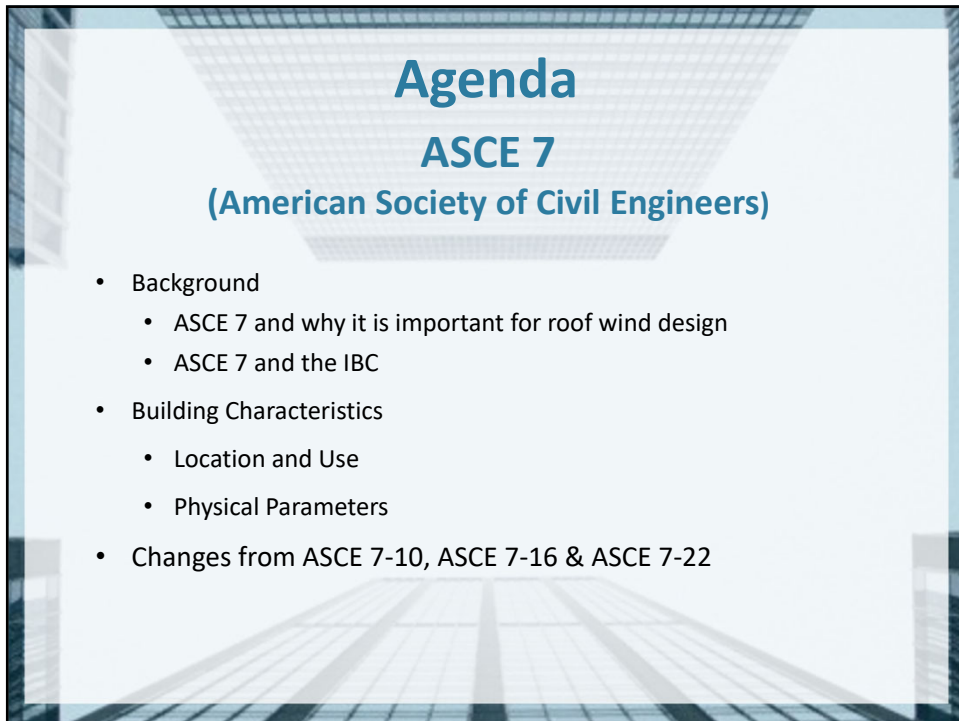 Agenda
ASCE 7
(American Society of Civil Engineers)
• Background
• ASCE 7 and why it is important for roof wind design
• ASCE 7 and the IBC
• Building Characteristics
• Location and Use
• Physical Parameters
• Changes from ASCE 7-10, ASCE 7-16 & ASCE 7-22